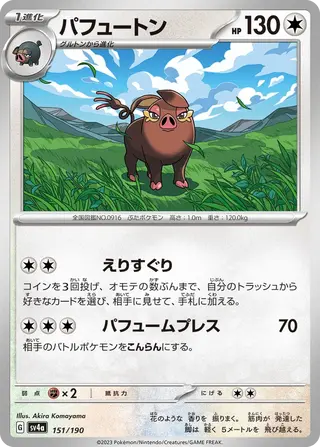 1進化
パフュートン
HP 130
グルトンから進化
全国図鑑NO.0916 ぶたポケモン 高さ：1.0m 重さ：120.0kg
えりすぐり
コインを3回投げ、オモテの数ぶんまで、自分のトラッシュから
好きなカードを選び、相手に見せて、手札に加える。
パフュームプレス 70
相手のバトルポケモンをこんらんにする。
弱点 ×2 抵抗力 にげる
Illus. Akira Komayama
G sv4a 151/190
花のような 香りの 体臭。 筋力が 発達した
脚で 軽く 5メートルを 飛び越える。
©2023 Pokémon/Nintendo/Creatures/GAME FREAK.